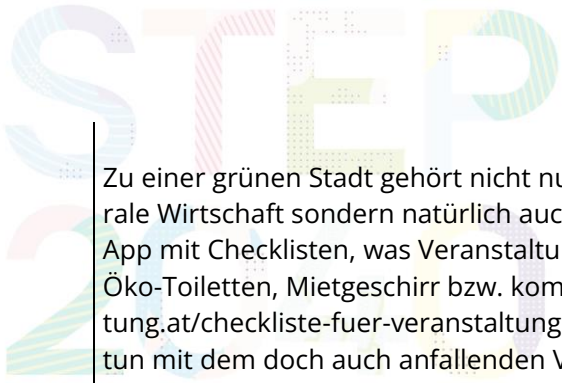 STEP
2040
Zu einer grünen Stadt gehört nicht
rale Wirtschaft sondern natürlich auc
App mit Checklisten, was Veranstaltu
Öko-Toiletten, Mietgeschirr bzw. kom
tung.at/checkliste-fuer-veranstaltung
tun mit dem doch auch anfallenden